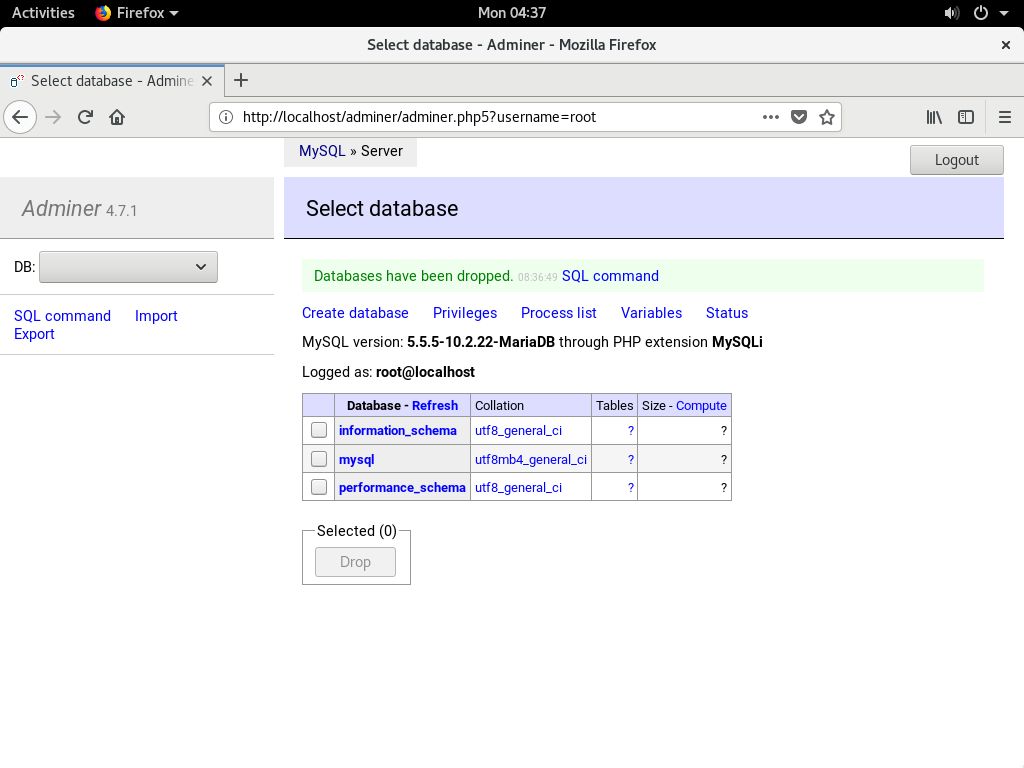 Activities Firefox Mon 04:37
Select database - Adminer - Mozilla Firefox
Select database - Admine
http://localhost/adminer/adminer.php5?username=root
MySQL » Server
Logout
Adminer 4.7.1
Select database
DB:
Databases have been dropped. 08:36:49 SQL command
SQL command Import
Export
Create database Privileges Process list Variables Status
MySQL version: 5.5.5-10.2.22-MariaDB through PHP extension MySQLi
Logged as: root@localhost
Database - Refresh Collation Tables Size - Compute
information_schema utf8_general_ci ? ?
mysql utf8mb4_general_ci ? ?
performance_schema utf8_general_ci ? ?
Selected (0)
Drop